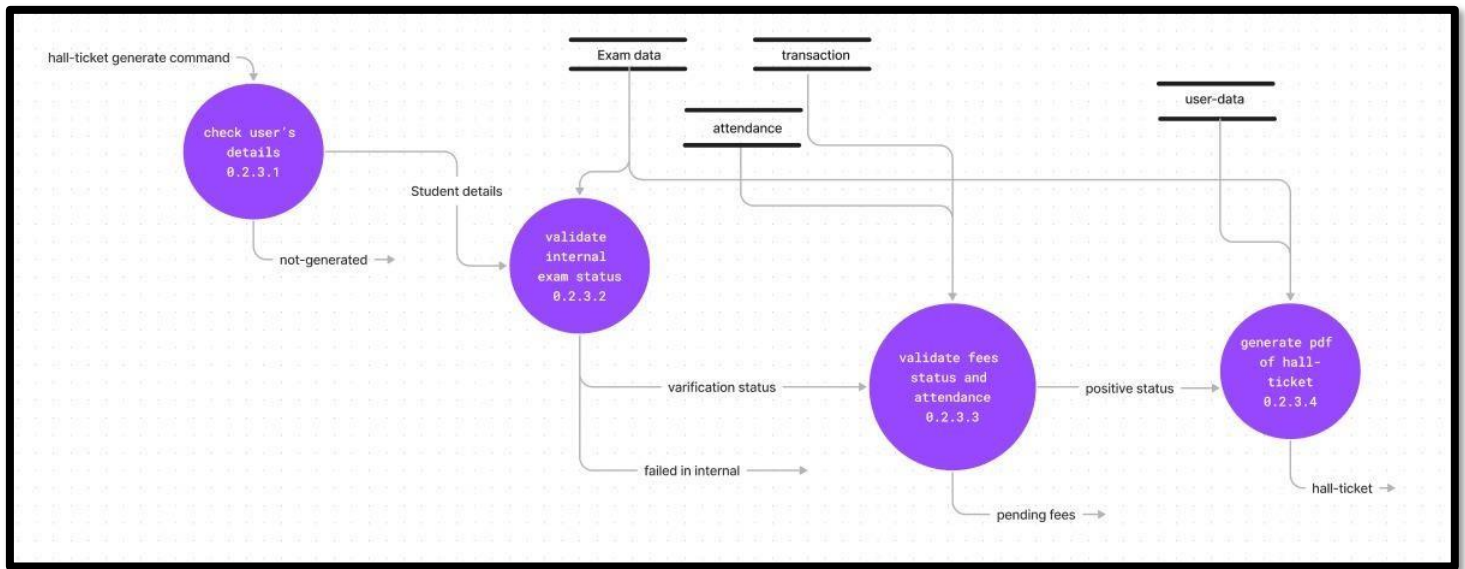 hall-ticket generate command
Exam data
transaction
user-data
attendance
check user's
details
0.2.3.1
Student details
not-generated
validate
internal
exam status
0.2.3.2
varification status
failed in internal
validate fees
status and
attendance
0.2.3.3
positive status
pending fees
generate pdf
of hall-
ticket
0.2.3.4
hall-ticket